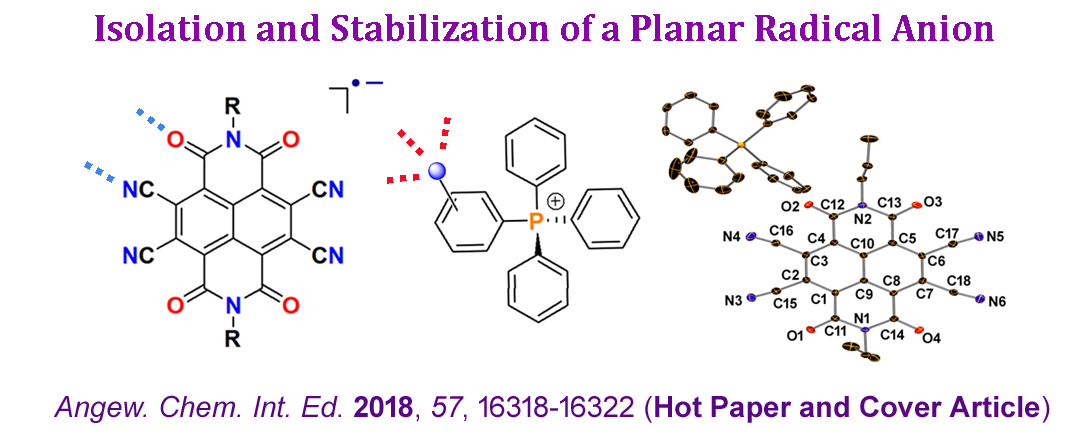 Isolation and Stabilization of a Planar Radical Anion
R
N
O
O
NC
CN
NC
CN
O
O
N
R
• −
P
+
O2
C12
C13
O3
N2
N4
C16
C17
N5
C4
C10
C5
C3
C6
C2
C8
C18
N3
C15
C1
C9
C7
N6
N1
O1
C11
C14
O4
Angew. Chem. Int. Ed. 2018, 57, 16318-16322 (Hot Paper and Cover Article)